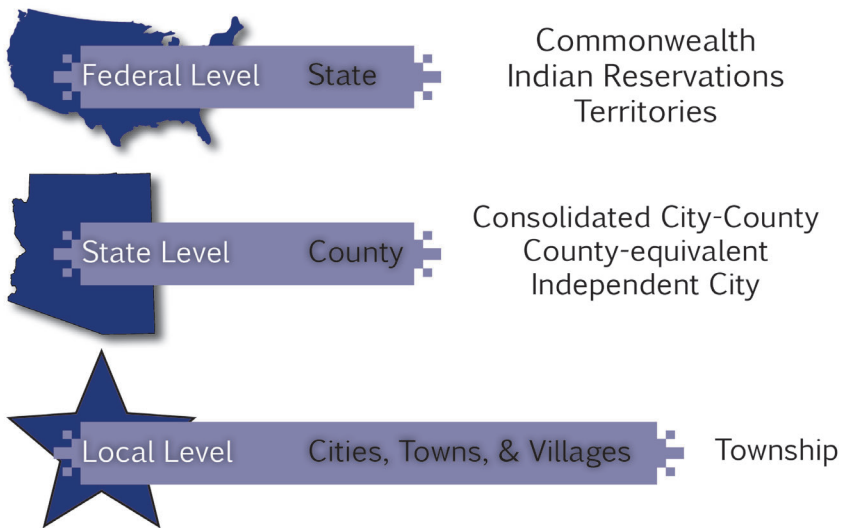 Federal Level State
Commonwealth
Indian Reservations
Territories
State Level County
Consolidated City-County
County-equivalent
Independent City
Local Level Cities, Towns, & Villages
Township